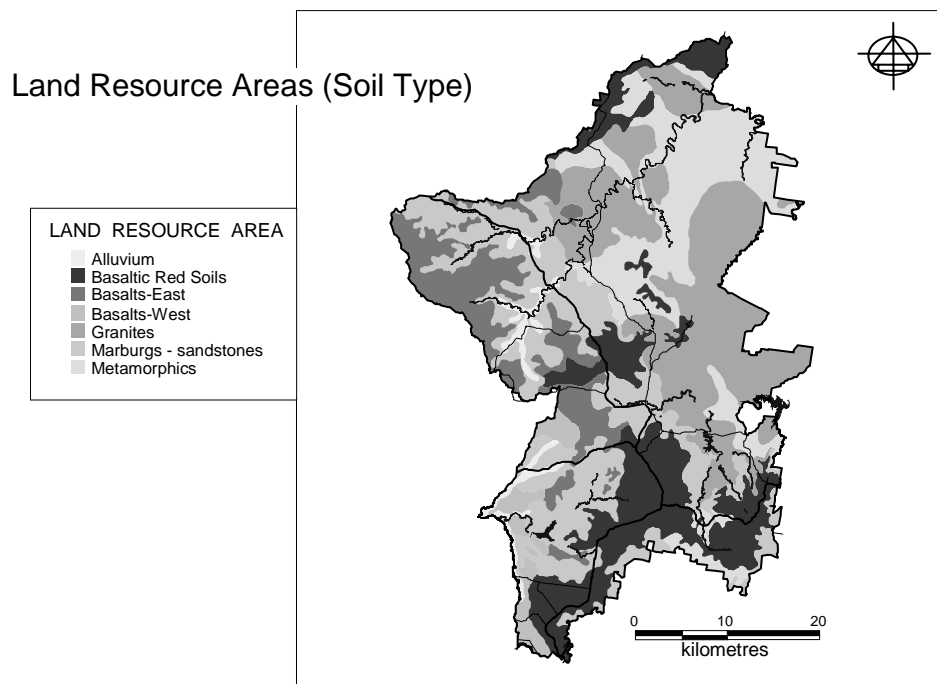 Land Resource Areas (Soil Type)
LAND RESOURCE AREA
Alluvium
Basaltic Red Soils
Basalts-East
Basalts-West
Granites
Marburgs - sandstones
Metamorphics
0 10 20
kilometres